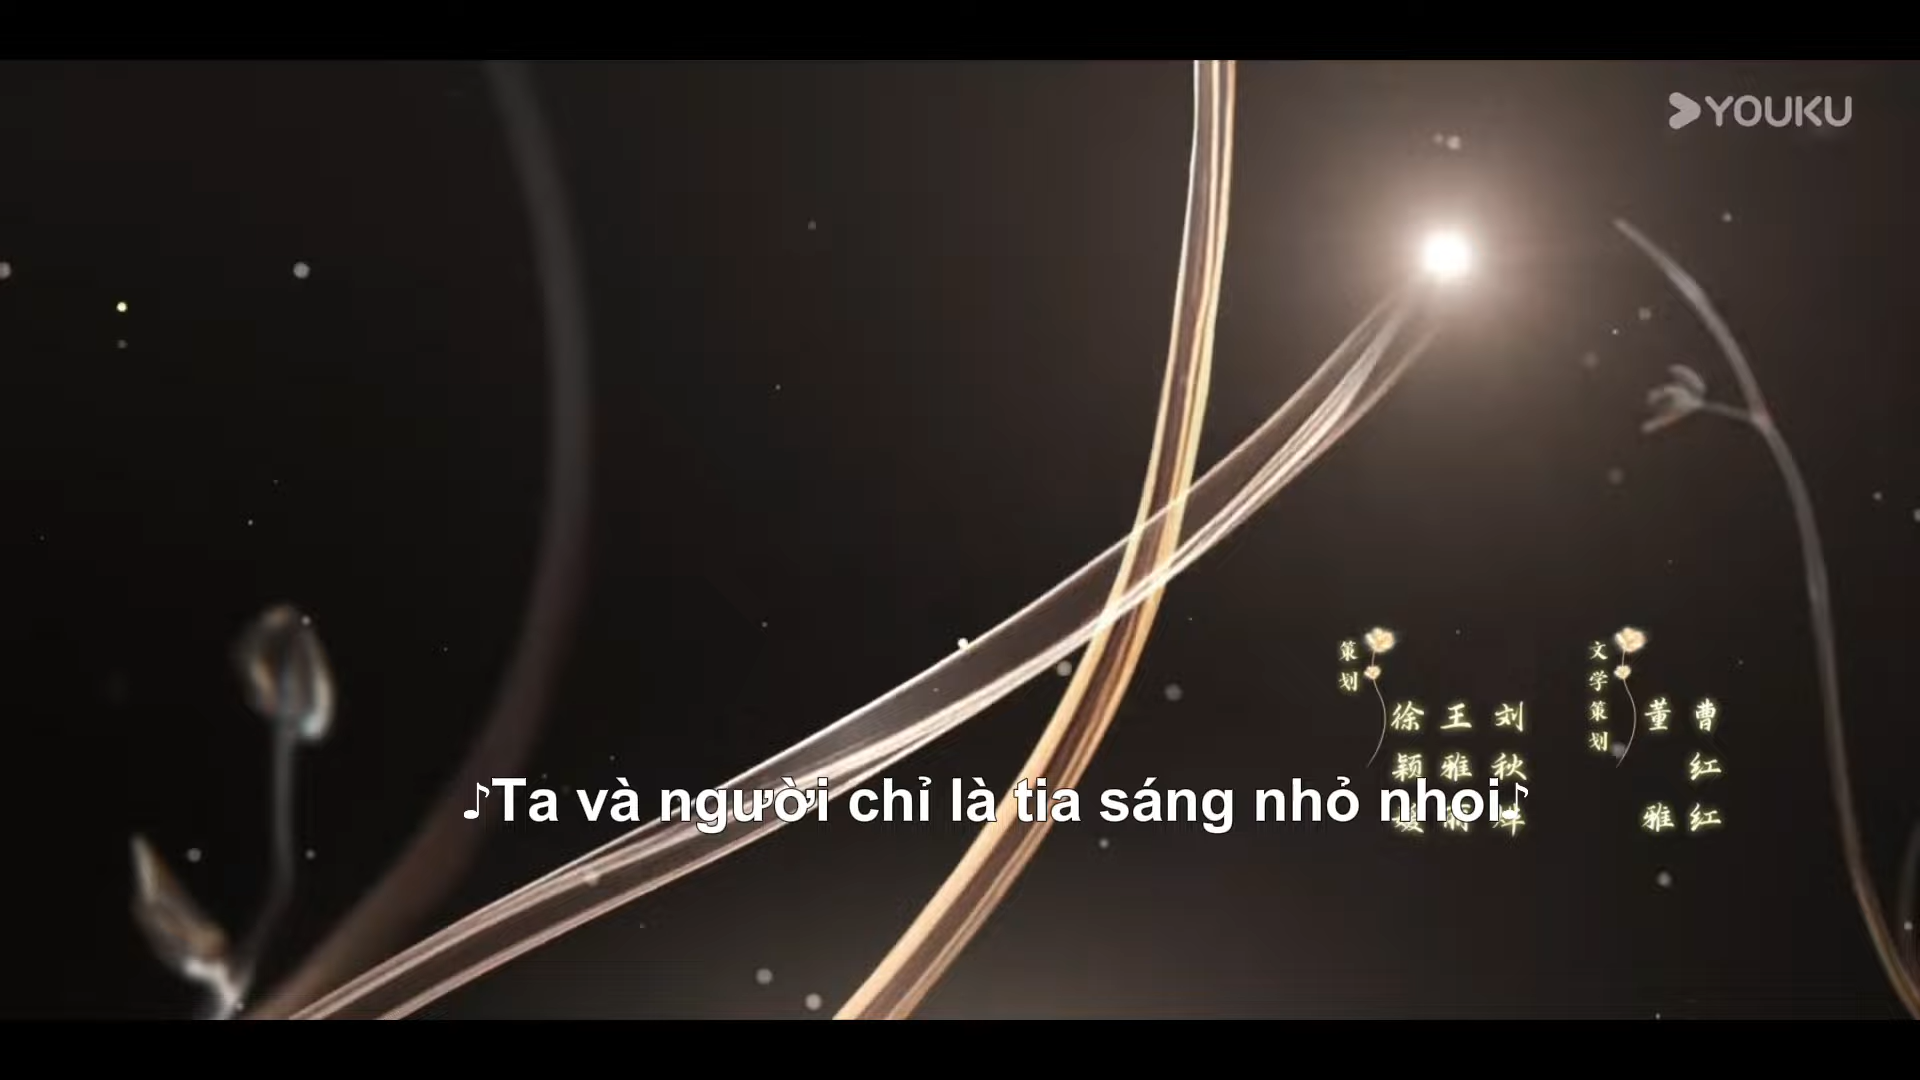 YOUKU
策划
徐颖
王雅
刘秋
文学策划
董雅
曹红红
♪Ta và người chỉ là tia sáng nhỏ nhoi♪